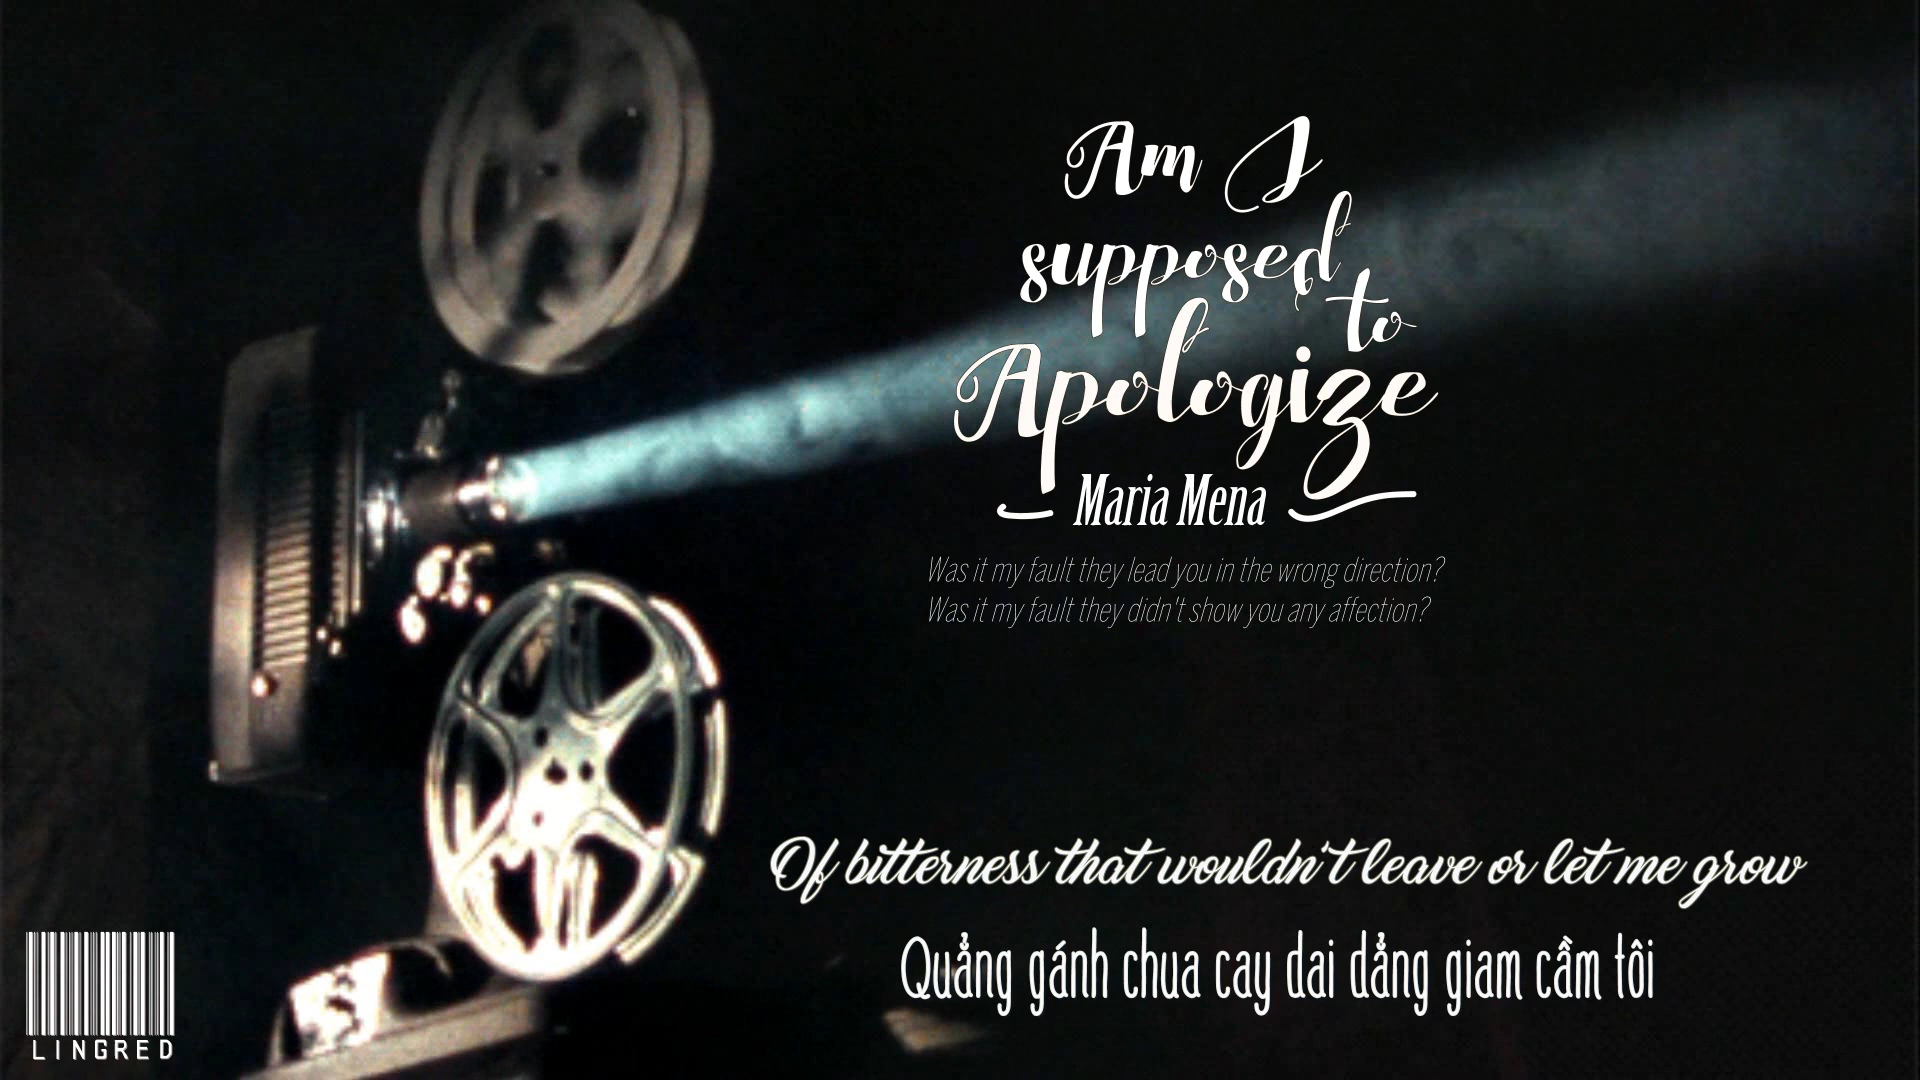 Am I
supposed
to
Apologize
Maria Mena
Was it my fault they lead you in the wrong direction?
Was it my fault they didn't show you any affection?
Of bitterness that wouldn't leave or let me grow
Quẳng gánh chua cay dai dẳng giam cầm tôi
LINGRED